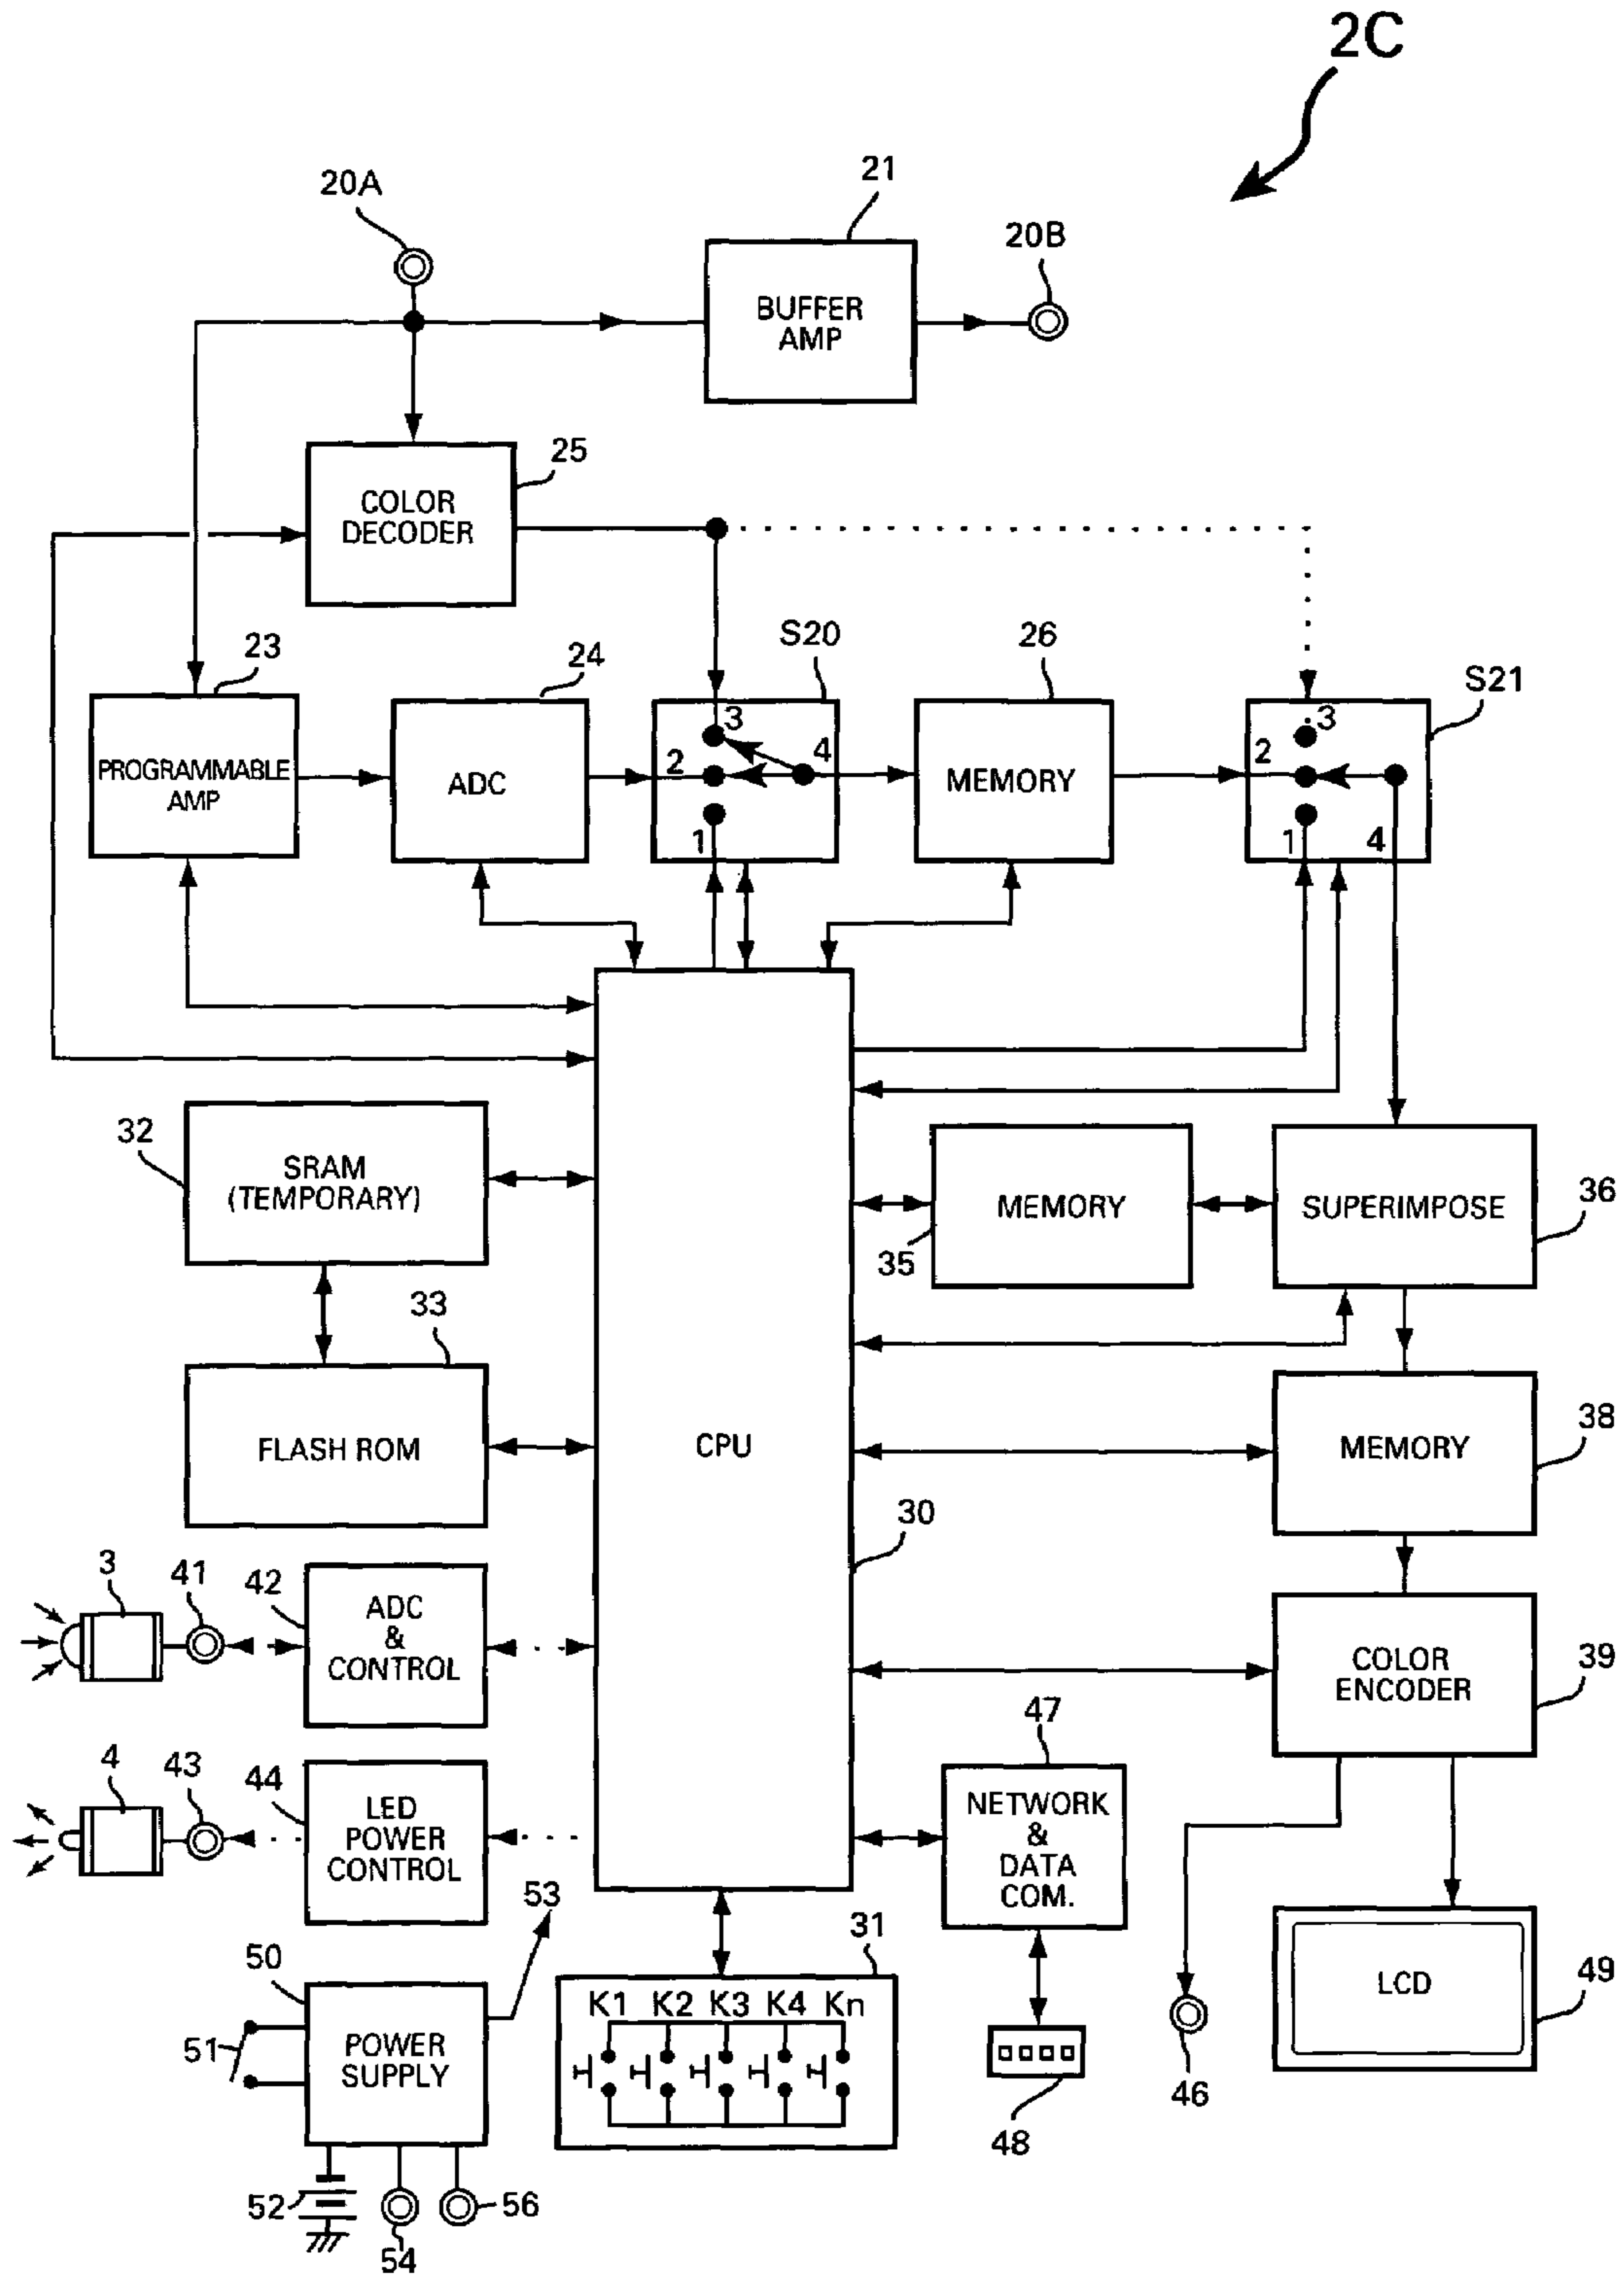 2C
20A
21
20B
BUFFER
AMP
25
COLOR
DECODER
23
24
S20
26
S21
PROGRAMMABLE
AMP
ADC
3
2
4
1
MEMORY
3
2
1
4
32
SRAM
(TEMPORARY)
MEMORY
35
SUPERIMPOSE
36
33
FLASH ROM
CPU
30
MEMORY
38
3
41
42
ADC
&
CONTROL
COLOR
ENCODER
39
4
43
44
LED
POWER
CONTROL
47
NETWORK
&
DATA
COM.
53
50
51
POWER
SUPPLY
31
K1 K2 K3 K4 Kn
LCD
49
48
46
52
54
56